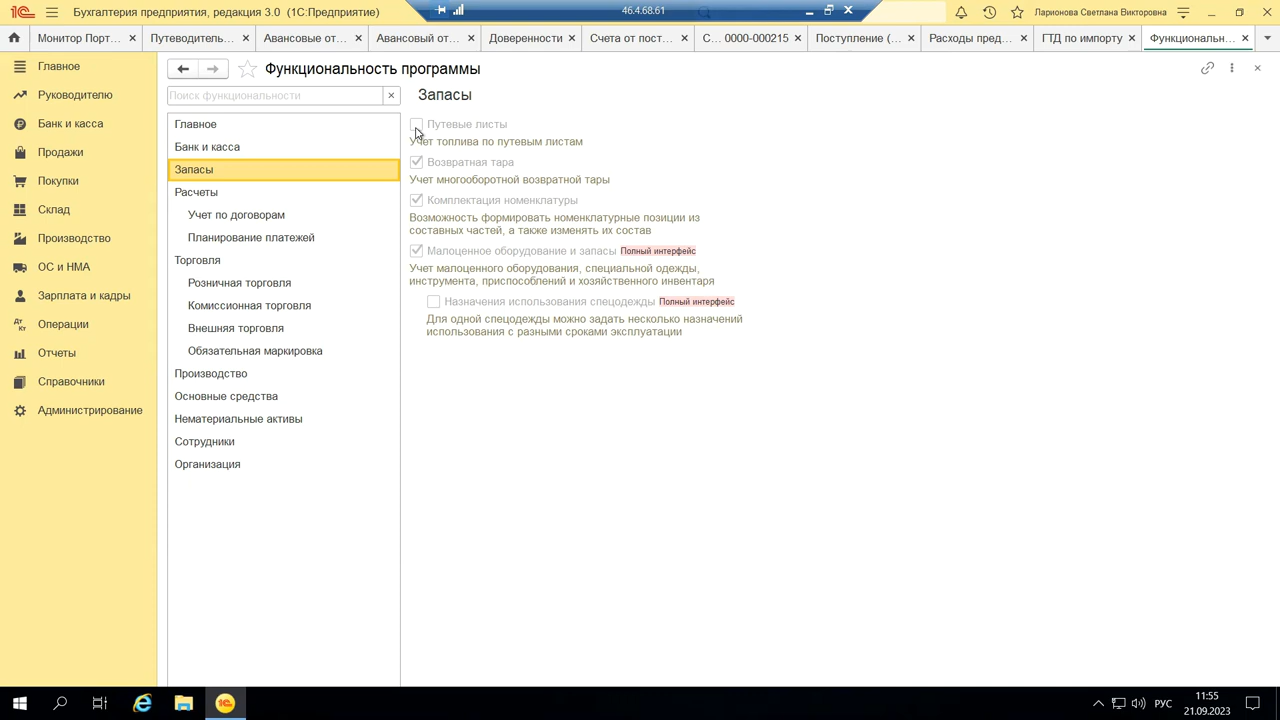 Бухгалтерия предприятия, редакция 3.0 (1С:Предприятие)
46.4.68.61
Ларионова Светлана Викторовна
Монитор Порт...
Путеводитель...
Авансовые от...
Авансовый от...
Доверенности
Счета от пост...
С... 0000-000215
Поступление (...
Расходы пред...
ГТД по импорту
Функциональн...
Главное
Руководителю
Банк и касса
Продажи
Покупки
Склад
Производство
ОС и НМА
Зарплата и кадры
Дт
Кт
Операции
Отчеты
Справочники
Администрирование
Функциональность программы
Поиск функциональности
Главное
Банк и касса
Запасы
Расчеты
Учет по договорам
Планирование платежей
Торговля
Розничная торговля
Комиссионная торговля
Внешняя торговля
Обязательная маркировка
Производство
Основные средства
Нематериальные активы
Сотрудники
Организация
Запасы
Путевые листы
Учет топлива по путевым листам
Возвратная тара
Учет многооборотной возвратной тары
Комплектация номенклатуры
Возможность формировать номенклатурные позиции из
составных частей, а также изменять их состав
Малоценное оборудование и запасы Полный интерфейс
Учет малоценного оборудования, специальной одежды,
инструмента, приспособлений и хозяйственного инвентаря
Назначения использования спецодежды Полный интерфейс
Для одной спецодежды можно задать несколько назначений
использования с разными сроками эксплуатации
РУС
11:55
21.09.2023